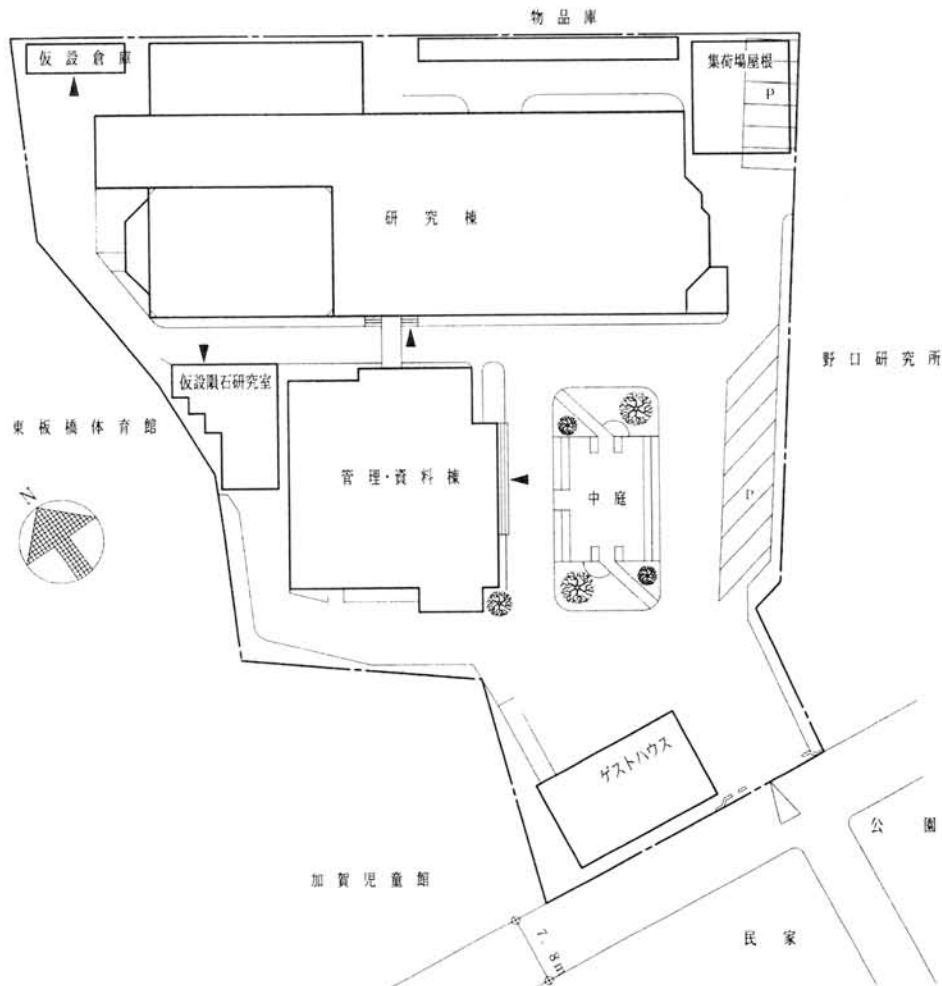 物品庫
仮設倉庫
集荷場屋根
P
研究棟
野口研究所
仮設隕石研究室
東板橋体育館
管理・資料棟
中庭
P
N
ゲストハウス
公園
加賀児童館
民家
7.8m